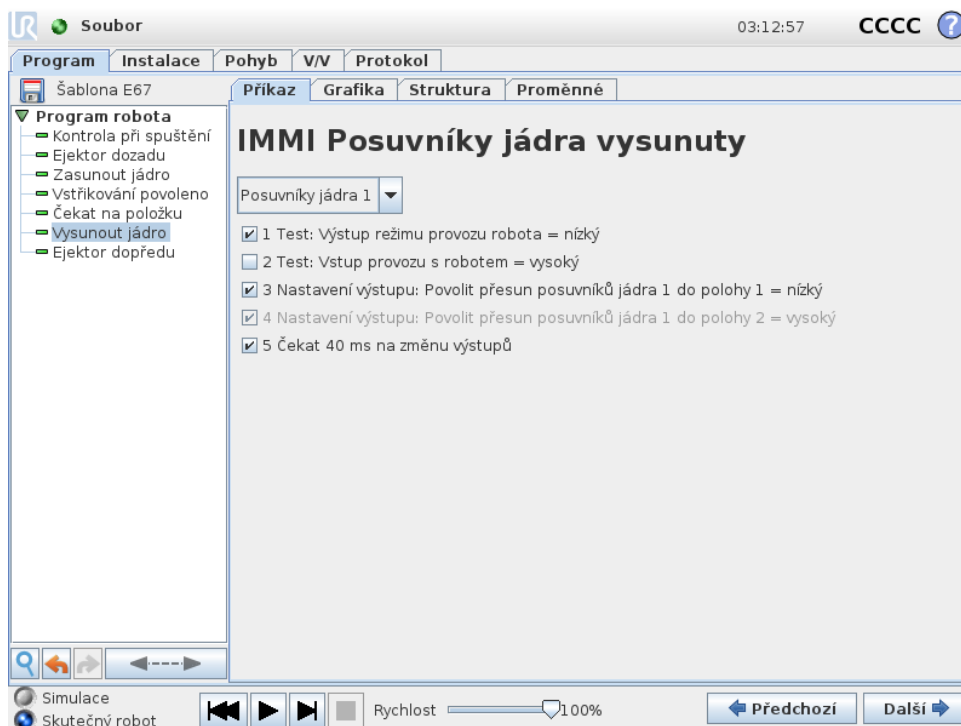 UR Soubor 03:12:57 CCCC ?
Program Instalace Pohyb V/V Protokol
Šablona E67
Příkaz Grafika Struktura Proměnné
Program robota
Kontrola při spuštění
Ejektor dozadu
Zasunout jádro
Vstřikování povoleno
Čekat na položku
Vysunout jádro
Ejektor dopředu
IMMI Posuvníky jádra vysunuty
Posuvníky jádra 1
1 Test: Výstup režimu provozu robota = nízký
2 Test: Vstup provozu s robotem = vysoký
3 Nastavení výstupu: Povolit přesun posuvníků jádra 1 do polohy 1 = nízký
4 Nastavení výstupu: Povolit přesun posuvníků jádra 1 do polohy 2 = vysoký
5 Čekat 40 ms na změnu výstupů
Simulace
Skutečný robot
Rychlost 100%
Předchozí Další